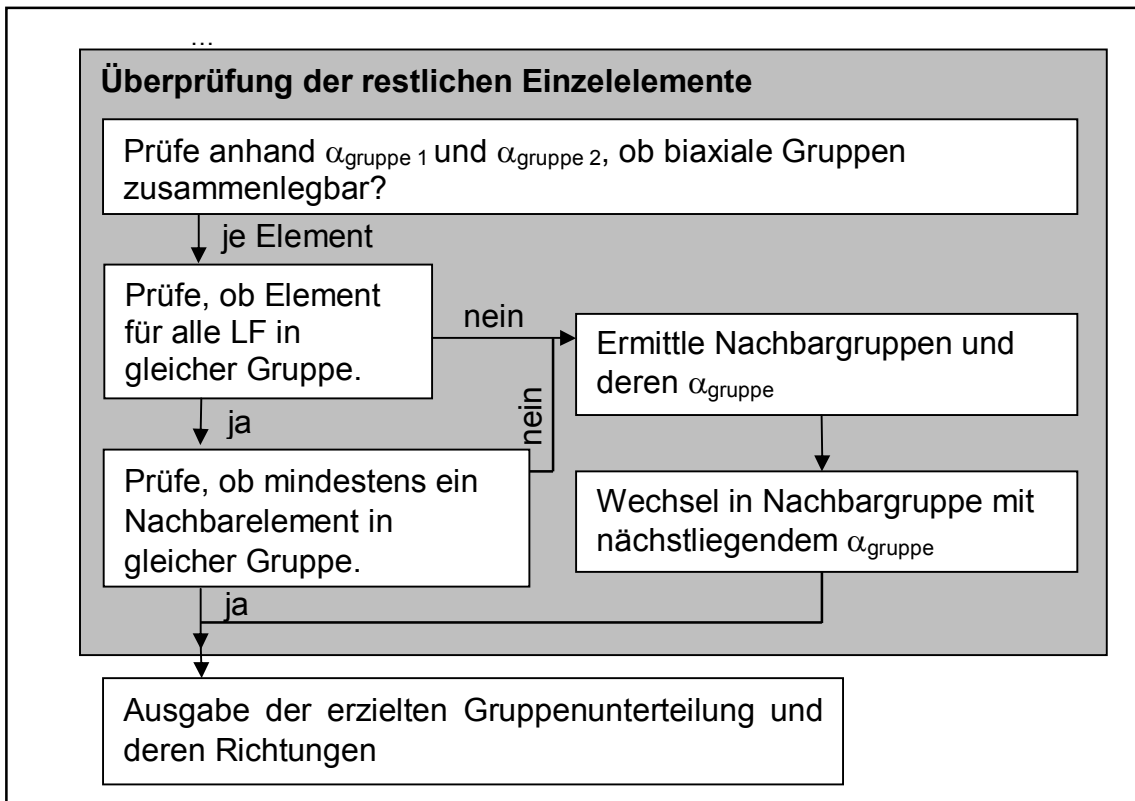 ...
Überprüfung der restlichen Einzelelemente
Prüfe anhand αgruppe 1 und αgruppe 2, ob biaxiale Gruppen
zusammenlegbar?
je Element
Prüfe, ob Element
für alle LF in
gleicher Gruppe.
nein
Ermittle Nachbargruppen und
deren αgruppe
ja
nein
Prüfe, ob mindestens ein
Nachbarelement in
gleicher Gruppe.
Wechsel in Nachbargruppe mit
nächstliegendem αgruppe
ja
Ausgabe der erzielten Gruppenunterteilung und
deren Richtungen